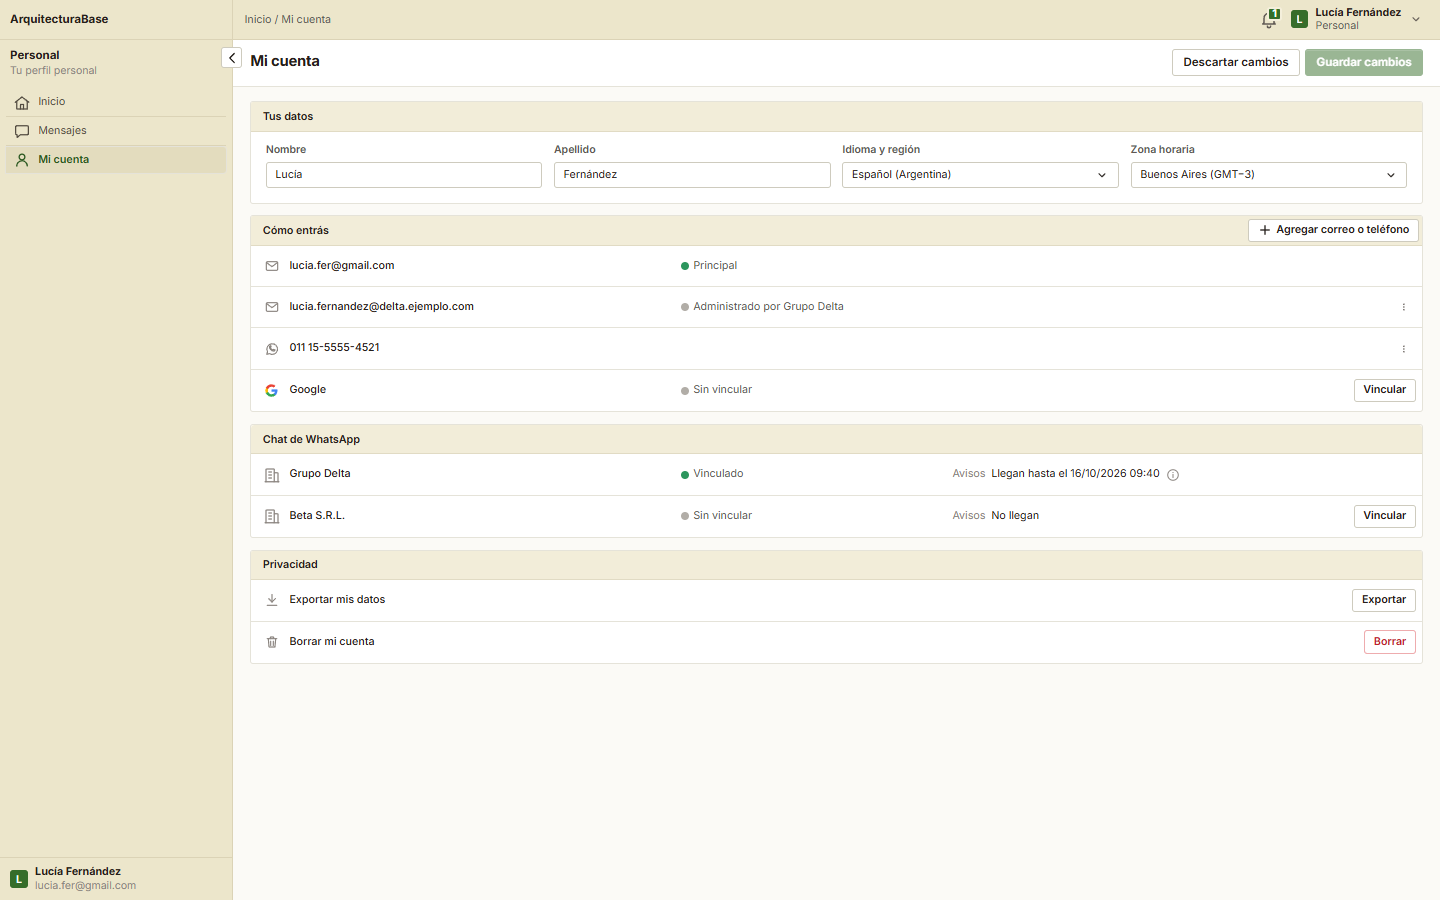 ArquitecturaBase
Inicio / Mi cuenta
1
L
Lucía Fernández
Personal
Personal
Tu perfil personal
Inicio
Mensajes
Mi cuenta
Mi cuenta
Descartar cambios
Guardar cambios
Tus datos
Nombre
Apellido
Idioma y región
Zona horaria
Lucía
Fernández
Español (Argentina)
Buenos Aires (GMT−3)
Cómo entrás
Agregar correo o teléfono
lucia.fer@gmail.com
Principal
lucia.fernandez@delta.ejemplo.com
Administrado por Grupo Delta
011 15-5555-4521
Google
Sin vincular
Vincular
Chat de WhatsApp
Grupo Delta
Vinculado
Avisos Llegan hasta el 16/10/2026 09:40
Beta S.R.L.
Sin vincular
Avisos No llegan
Vincular
Privacidad
Exportar mis datos
Exportar
Borrar mi cuenta
Borrar
L
Lucía Fernández
lucia.fer@gmail.com